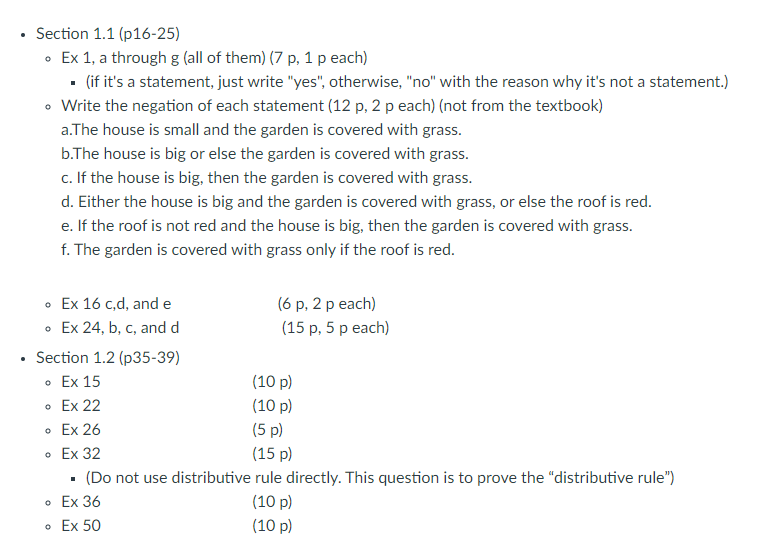 • Section 1.1 (p16-25)
◦ Ex 1, a through g (all of them) (7 p, 1 p each)
▪ (if it's a statement, just write "yes", otherwise, "no" with the reason why it's not a statement.)
◦ Write the negation of each statement (12 p, 2 p each) (not from the textbook)
a.The house is small and the garden is covered with grass.
b.The house is big or else the garden is covered with grass.
c. If the house is big, then the garden is covered with grass.
d. Either the house is big and the garden is covered with grass, or else the roof is red.
e. If the roof is not red and the house is big, then the garden is covered with grass.
f. The garden is covered with grass only if the roof is red.
◦ Ex 16 c,d, and e (6 p, 2 p each)
◦ Ex 24, b, c, and d (15 p, 5 p each)
• Section 1.2 (p35-39)
◦ Ex 15 (10 p)
◦ Ex 22 (10 p)
◦ Ex 26 (5 p)
◦ Ex 32 (15 p)
▪ (Do not use distributive rule directly. This question is to prove the “distributive rule”)
◦ Ex 36 (10 p)
◦ Ex 50 (10 p)